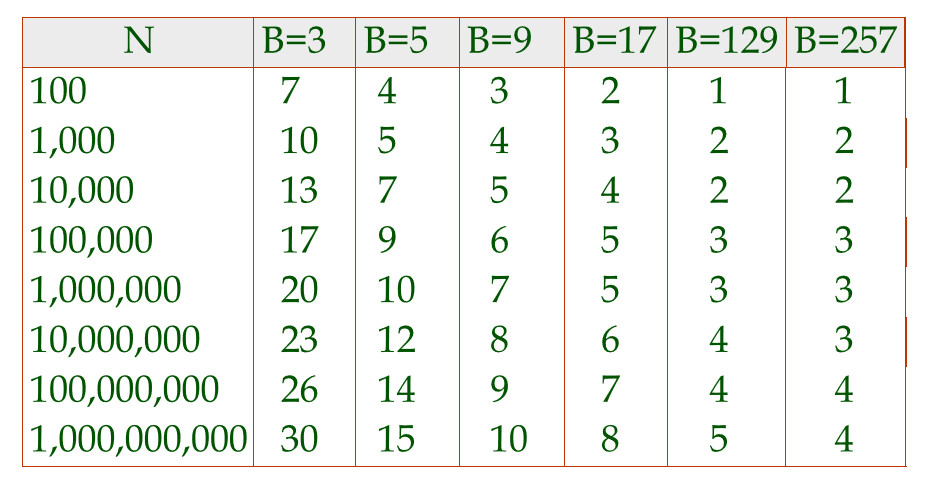 N B=3 B=5 B=9 B=17 B=129 B=257
100 7 4 3 2 1 1
1,000 10 5 4 3 2 2
10,000 13 7 5 4 2 2
100,000 17 9 6 5 3 3
1,000,000 20 10 7 5 3 3
10,000,000 23 12 8 6 4 3
100,000,000 26 14 9 7 4 4
1,000,000,000 30 15 10 8 5 4